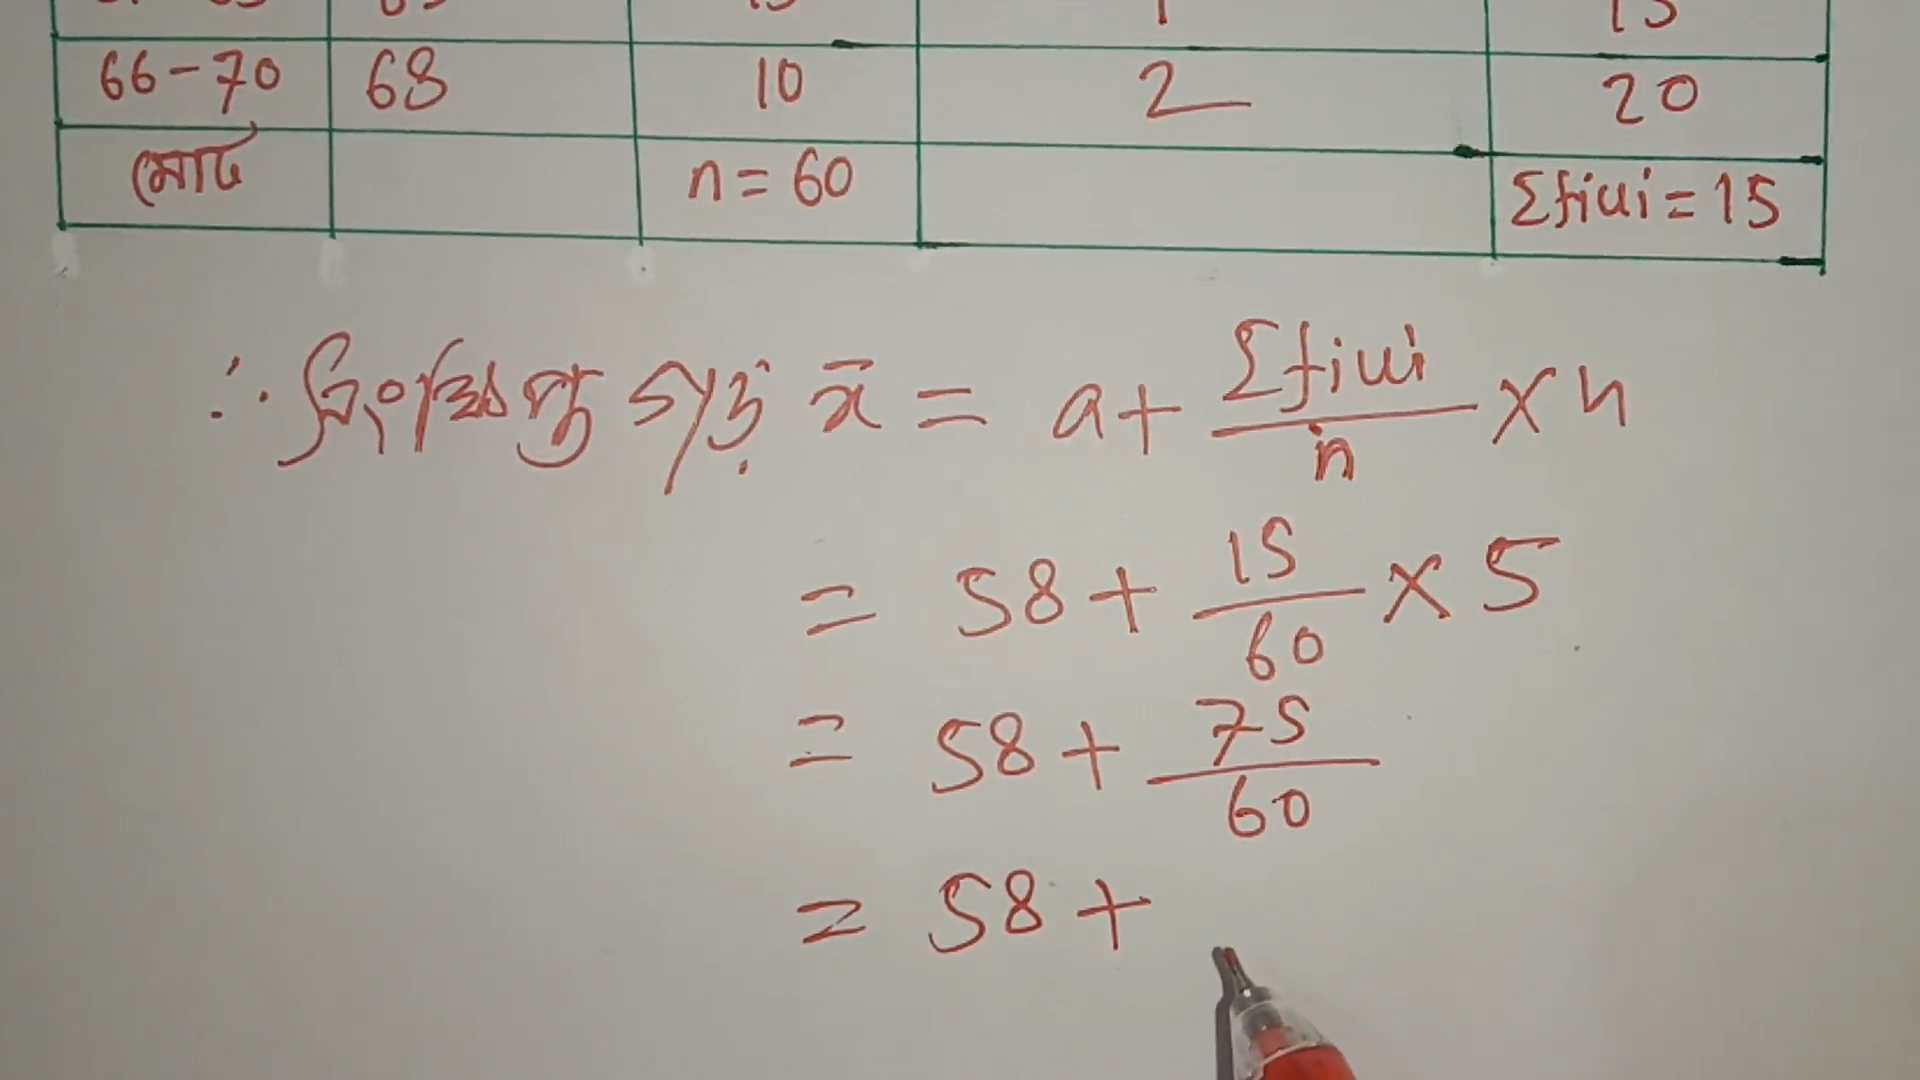 66-70 68 10 2 20
মোট n = 60 Σfiui = 15
∴ সংক্ষিপ্ত গড় x̄ = a + Σfiui/n × h
= 58 + 15/60 × 5
= 58 + 75/60
= 58 +